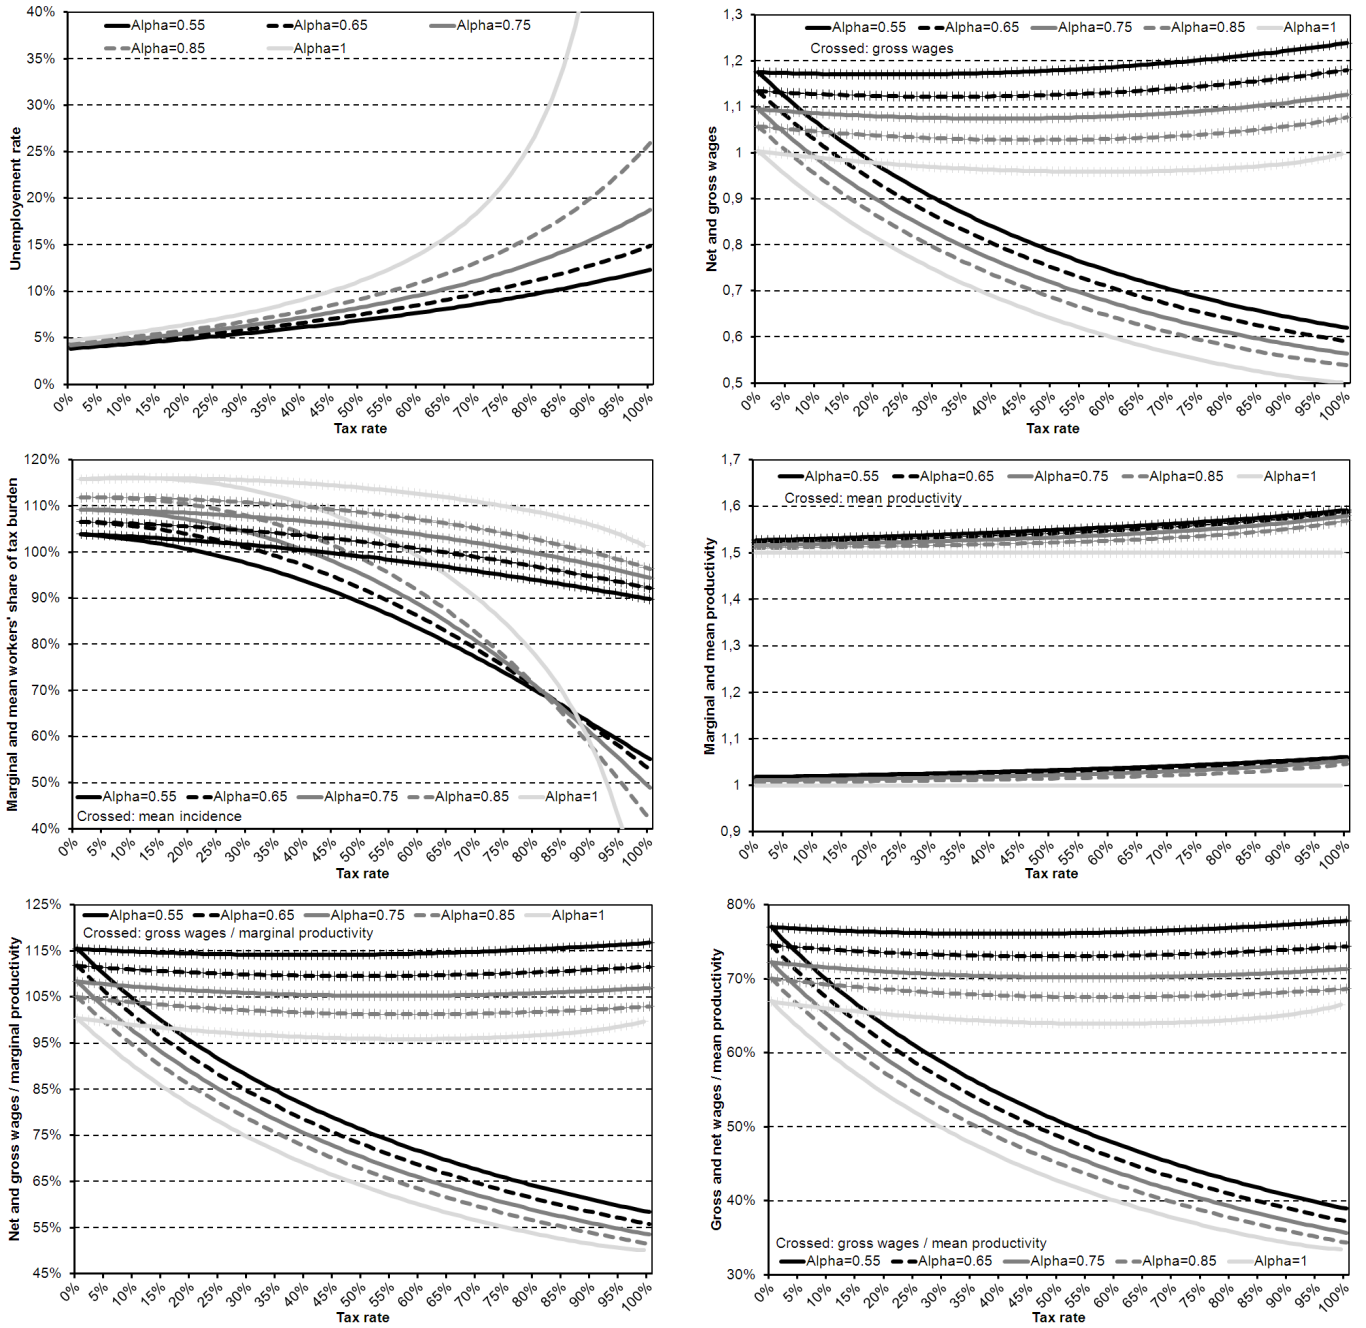 40%
35%
30%
25%
20%
15%
10%
5%
0%
Unemployement rate
Alpha=0.55 Alpha=0.65 Alpha=0.75
Alpha=0.85 Alpha=1
0% 5% 10% 15% 20% 25% 30% 35% 40% 45% 50% 55% 60% 65% 70% 75% 80% 85% 90% 95% 100%
Tax rate
1,3
1,2
1,1
1
0,9
0,8
0,7
0,6
0,5
Net and gross wages
Alpha=0.55 Alpha=0.65 Alpha=0.75 Alpha=0.85 Alpha=1
Crossed: gross wages
0% 5% 10% 15% 20% 25% 30% 35% 40% 45% 50% 55% 60% 65% 70% 75% 80% 85% 90% 95% 100%
Tax rate
120%
110%
100%
90%
80%
70%
60%
50%
40%
Marginal and mean workers' share of tax burden
Alpha=0.55 Alpha=0.65 Alpha=0.75 Alpha=0.85 Alpha=1
Crossed: mean incidence
0% 5% 10% 15% 20% 25% 30% 35% 40% 45% 50% 55% 60% 65% 70% 75% 80% 85% 90% 95% 100%
Tax rate
1,7
1,6
1,5
1,4
1,3
1,2
1,1
1
0,9
Marginal and mean productivity
Alpha=0.55 Alpha=0.65 Alpha=0.75 Alpha=0.85 Alpha=1
Crossed: mean productivity
0% 5% 10% 15% 20% 25% 30% 35% 40% 45% 50% 55% 60% 65% 70% 75% 80% 85% 90% 95% 100%
Tax rate
125%
115%
105%
95%
85%
75%
65%
55%
45%
Net and gross wages / marginal productivity
Alpha=0.55 Alpha=0.65 Alpha=0.75 Alpha=0.85 Alpha=1
Crossed: gross wages / marginal productivity
0% 5% 10% 15% 20% 25% 30% 35% 40% 45% 50% 55% 60% 65% 70% 75% 80% 85% 90% 95% 100%
Tax rate
80%
70%
60%
50%
40%
30%
Gross and net wages / mean productivity
Crossed: gross wages / mean productivity
Alpha=0.55 Alpha=0.65 Alpha=0.75 Alpha=0.85 Alpha=1
0% 5% 10% 15% 20% 25% 30% 35% 40% 45% 50% 55% 60% 65% 70% 75% 80% 85% 90% 95% 100%
Tax rate